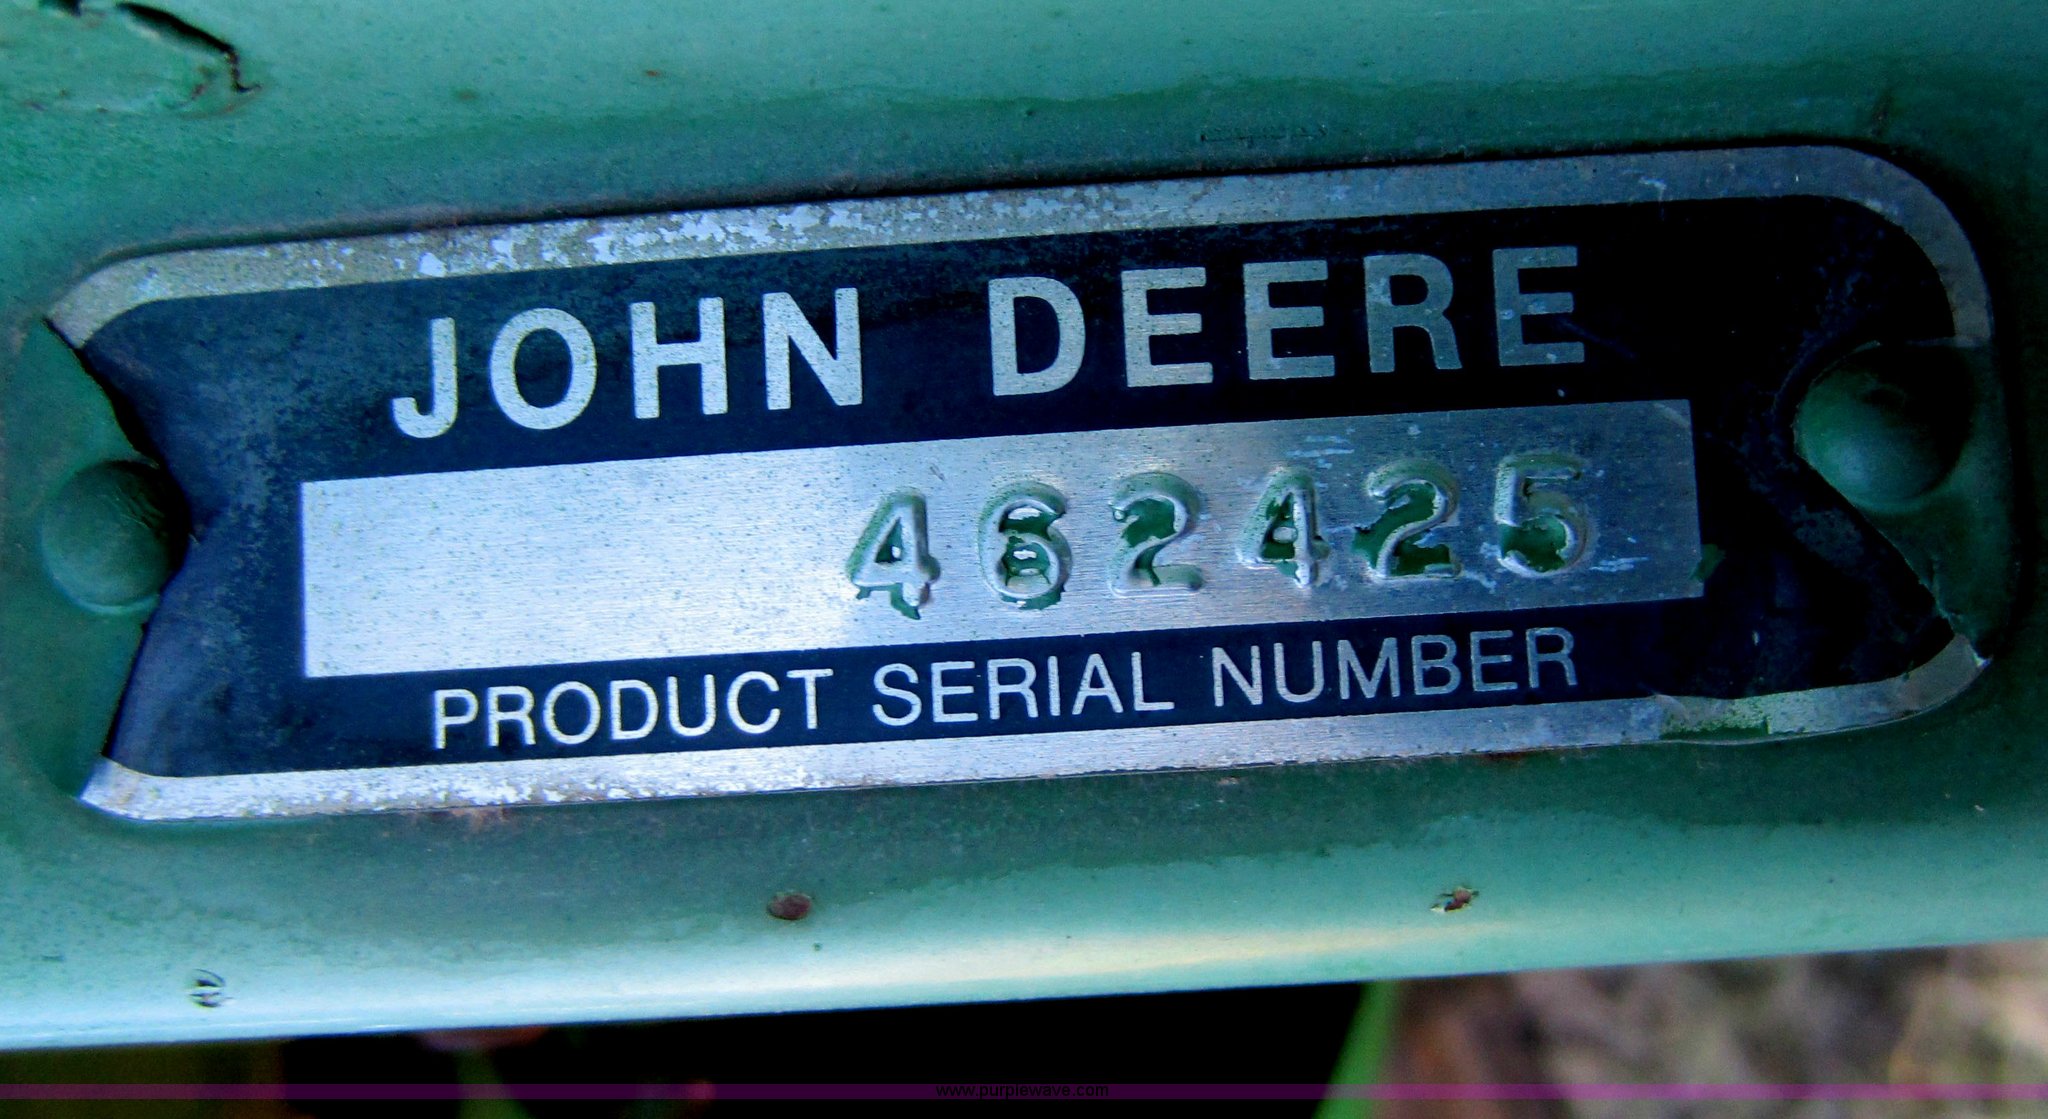 JOHN DEERE
462425
PRODUCT SERIAL NUMBER
www.purplewave.com